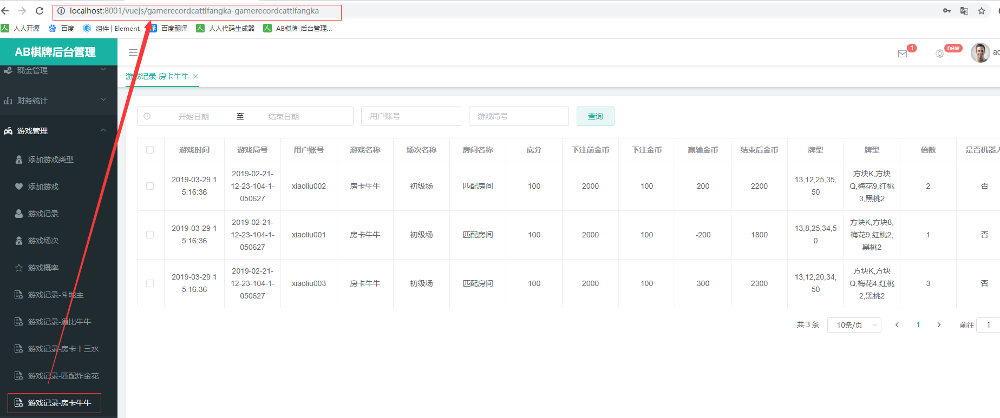 localhost:8001/vuejs/gamerecordcattlfangka-gamerecordcattlfangka
人人开源 百度 组件 | Element 百度翻译 人人代码生成器 AB棋牌-后台管理...
AB棋牌后台管理
1
new
现金管理
财务统计
游戏管理
添加游戏类型
添加游戏
游戏记录
游戏场次
游戏概率
游戏记录-斗地主
游戏记录-通比牛牛
游戏记录-房卡十三水
游戏记录-匹配炸金花
游戏记录-房卡牛牛
游戏记录-房卡牛牛
开始日期 至 结束日期 用户账号 游戏局号 查询
游戏时间 游戏局号 用户账号 游戏名称 场次名称 房间名称 底分 下注前金币 下注金币 赢输金币 结束后金币 牌型 牌型 倍数 是否机器人
2019-03-29 1
5:16:36
2019-02-21-
12-23-104-1-
050627
xiaoliu002 房卡牛牛 初级场 匹配房间 100 2000 100 200 2200
13,12,25,35,
50
方块K,方块
Q,梅花9,红桃
3,黑桃2
2 否
2019-03-29 1
5:16:36
2019-02-21-
12-23-104-1-
050627
xiaoliu001 房卡牛牛 初级场 匹配房间 100 2000 100 -200 1800
13,8,25,34,5
0
方块K,方块8,
梅花9,红桃2,
黑桃2
1 否
2019-03-29 1
5:16:36
2019-02-21-
12-23-104-1-
050627
xiaoliu003 房卡牛牛 初级场 匹配房间 100 2000 100 300 2300
13,12,20,34,
50
方块K,方块
Q,梅花4,红桃
2,黑桃2
3 否
共 3 条 10条/页 1 前往 1